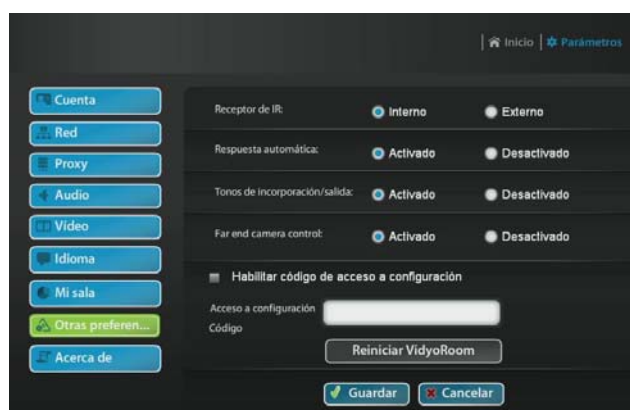 Inicio Parámetros
Cuenta
Red
Proxy
Audio
Vídeo
Idioma
Mi sala
Otras preferen...
Acerca de
Receptor de IR: Interno Externo
Respuesta automática: Activado Desactivado
Tonos de incorporación/salida: Activado Desactivado
Far end camera control: Activado Desactivado
Habilitar código de acceso a configuración
Acceso a configuración
Código
Reiniciar VidyoRoom
Guardar Cancelar